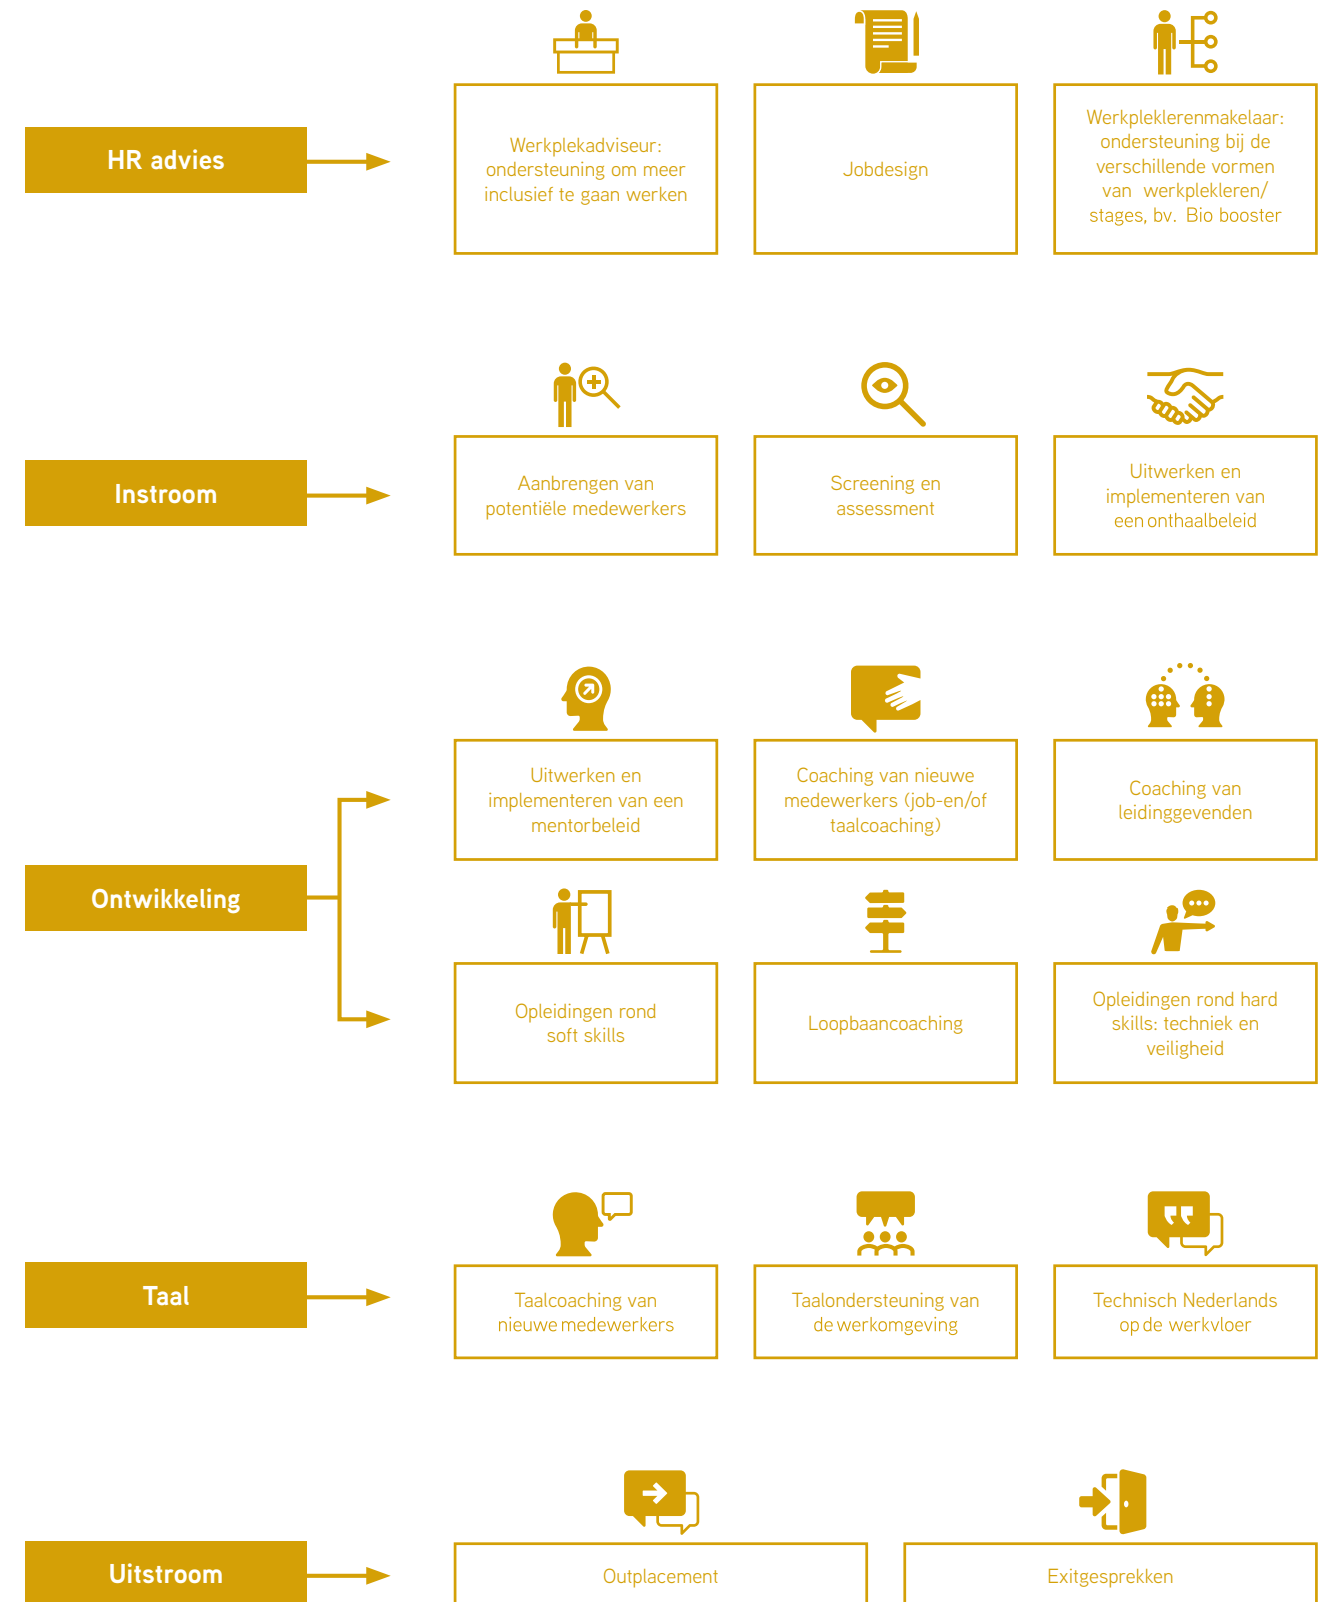 HR advies
Werkplekadviseur:
ondersteuning om meer
inclusief te gaan werken
Jobdesign
Werkpleklerenmakelaar:
ondersteuning bij de
verschillende vormen
van werkplekleren/
stages, bv. Bio booster
Instroom
Aanbrengen van
potentiële medewerkers
Screening en
assessment
Uitwerken en
implementeren van
een onthaalbeleid
Ontwikkeling
Uitwerken en
implementeren van een
mentorbeleid
Coaching van nieuwe
medewerkers (job-en/of
taalcoaching)
Coaching van
leidinggevenden
Opleidingen rond
soft skills
Loopbaancoaching
Opleidingen rond hard
skills: techniek en
veiligheid
Taal
Taalcoaching van
nieuwe medewerkers
Taalondersteuning van
de werkomgeving
Technisch Nederlands
op de werkvloer
Uitstroom
Outplacement
Exitgesprekken